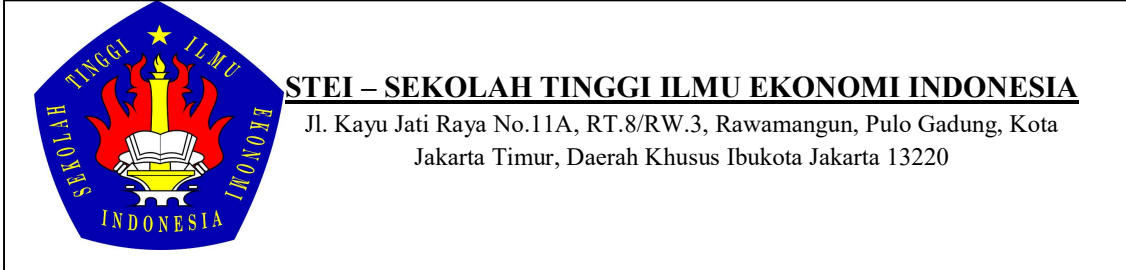 SEKOLAH TINGGI ILMU EKONOMI
INDONESIA
STEI – SEKOLAH TINGGI ILMU EKONOMI INDONESIA
Jl. Kayu Jati Raya No.11A, RT.8/RW.3, Rawamangun, Pulo Gadung, Kota
Jakarta Timur, Daerah Khusus Ibukota Jakarta 13220